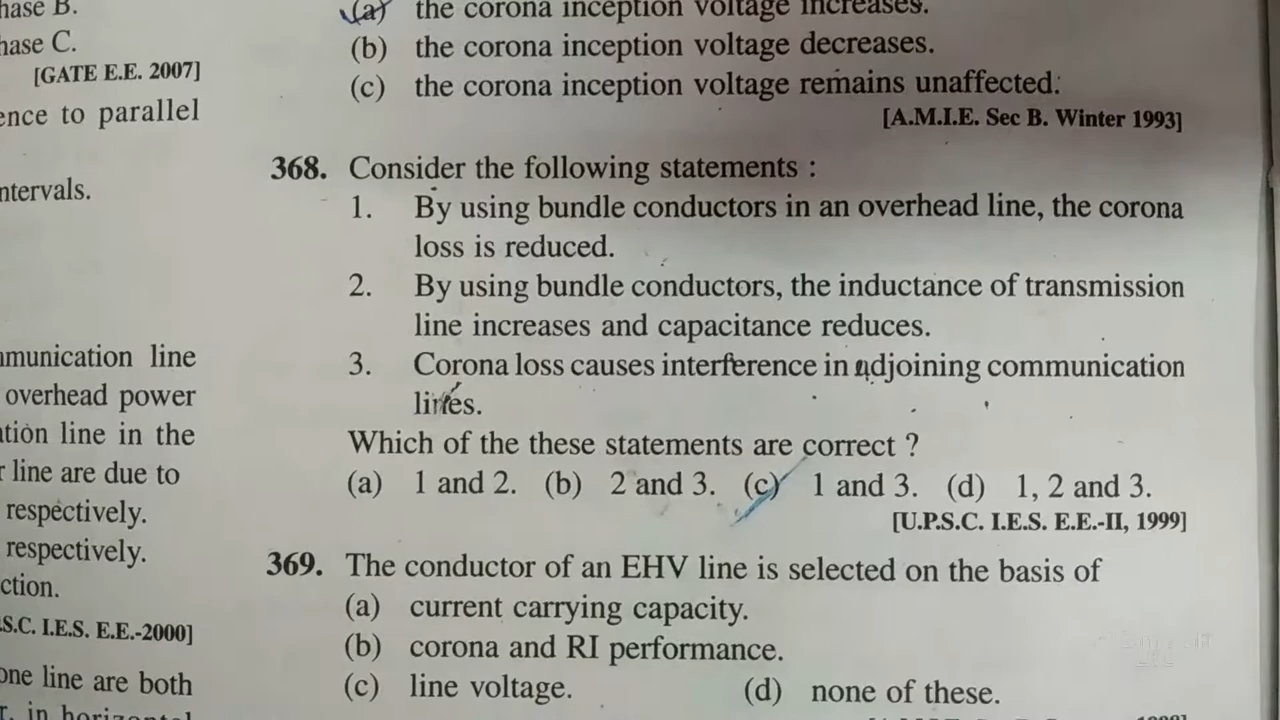 hase B.
hase C.
[GATE E.E. 2007]
ence to parallel
ntervals.
mmunication line
overhead power
ation line in the
r line are due to
respectively.
respectively.
ction.
S.C. I.E.S. E.E.-2000]
one line are both
(a) the corona inception voltage increases.
(b) the corona inception voltage decreases.
(c) the corona inception voltage remains unaffected.
[A.M.I.E. Sec B. Winter 1993]
368. Consider the following statements :
1. By using bundle conductors in an overhead line, the corona
loss is reduced.
2. By using bundle conductors, the inductance of transmission
line increases and capacitance reduces.
3. Corona loss causes interference in adjoining communication
lines.
Which of the these statements are correct ?
(a) 1 and 2. (b) 2 and 3. (c) 1 and 3. (d) 1, 2 and 3.
[U.P.S.C. I.E.S. E.E.-II, 1999]
369. The conductor of an EHV line is selected on the basis of
(a) current carrying capacity.
(b) corona and RI performance.
(c) line voltage. (d) none of these.